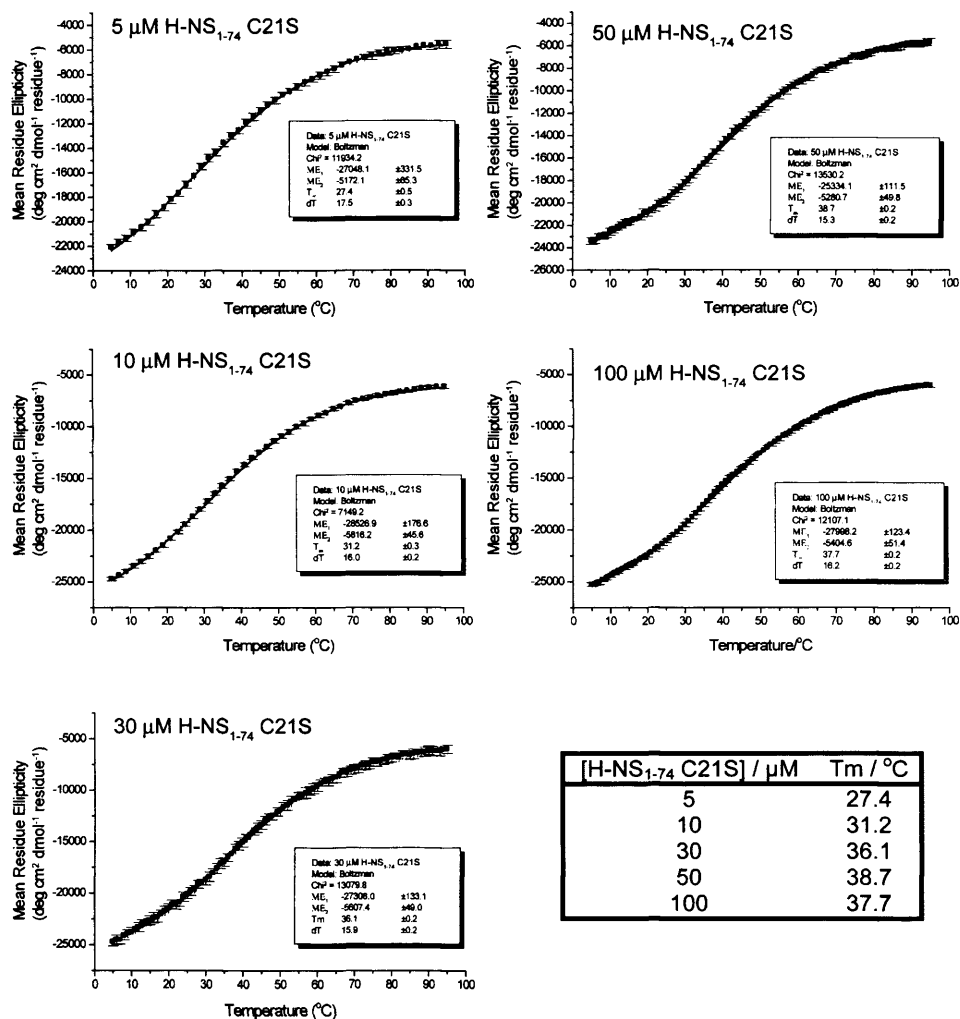 5 μM H-NS1-74 C21S
Mean Residue Ellipticity
(deg cm² dmol⁻¹ residue⁻¹)
-4000
-6000
-8000
-10000
-12000
-14000
-16000
-18000
-20000
-22000
-24000
0 10 20 30 40 50 60 70 80 90 100
Temperature (°C)
Data: 5 μM H-NS1-74 C21S
Model: Boltzman
Chi² = 11934.2
ME1 -27048.1 ±331.5
ME2 -5172.1 ±85.3
Tm 27.4 ±0.5
dT 17.5 ±0.3
50 μM H-NS1-74 C21S
Mean Residue Ellipticity
(deg cm² dmol⁻¹ residue⁻¹)
-4000
-6000
-8000
-10000
-12000
-14000
-16000
-18000
-20000
-22000
-24000
-26000
0 10 20 30 40 50 60 70 80 90 100
Temperature (°C)
Data: 50 μM H-NS1-74 C21S
Model: Boltzman
Chi² = 13530.2
ME1 -25334.1 ±111.5
ME2 -5280.7 ±49.8
Tm 38.7 ±0.2
dT 15.3 ±0.2
10 μM H-NS1-74 C21S
Mean Residue Ellipticity
(deg cm² dmol⁻¹ residue⁻¹)
-5000
-10000
-15000
-20000
-25000
0 10 20 30 40 50 60 70 80 90 100
Temperature (°C)
Data: 10 μM H-NS1-74 C21S
Model: Boltzman
Chi² = 7149.2
ME1 -28526.9 ±176.6
ME2 -5816.2 ±45.6
Tm 31.2 ±0.3
dT 16.0 ±0.2
100 μM H-NS1-74 C21S
Mean Residue Ellipticity
(deg cm² dmol⁻¹ residue⁻¹)
-5000
-10000
-15000
-20000
-25000
0 10 20 30 40 50 60 70 80 90 100
Temperature/°C
Data: 100 μM H-NS1-74 C21S
Model: Boltzman
Chi² = 12107.1
ME1 -27998.2 ±123.4
ME2 -5404.6 ±51.4
Tm 37.7 ±0.2
dT 16.2 ±0.2
30 μM H-NS1-74 C21S
Mean Residue Ellipticity
(deg cm² dmol⁻¹ residue⁻¹)
-5000
-10000
-15000
-20000
-25000
0 10 20 30 40 50 60 70 80 90 100
Temperature (°C)
Data: 30 μM H-NS1-74 C21S
Model: Boltzman
Chi² = 13079.8
ME1 -27308.0 ±133.1
ME2 -5607.4 ±49.0
Tm 36.1 ±0.2
dT 15.9 ±0.2
[H-NS1-74 C21S] / μM Tm / °C
5 27.4
10 31.2
30 36.1
50 38.7
100 37.7